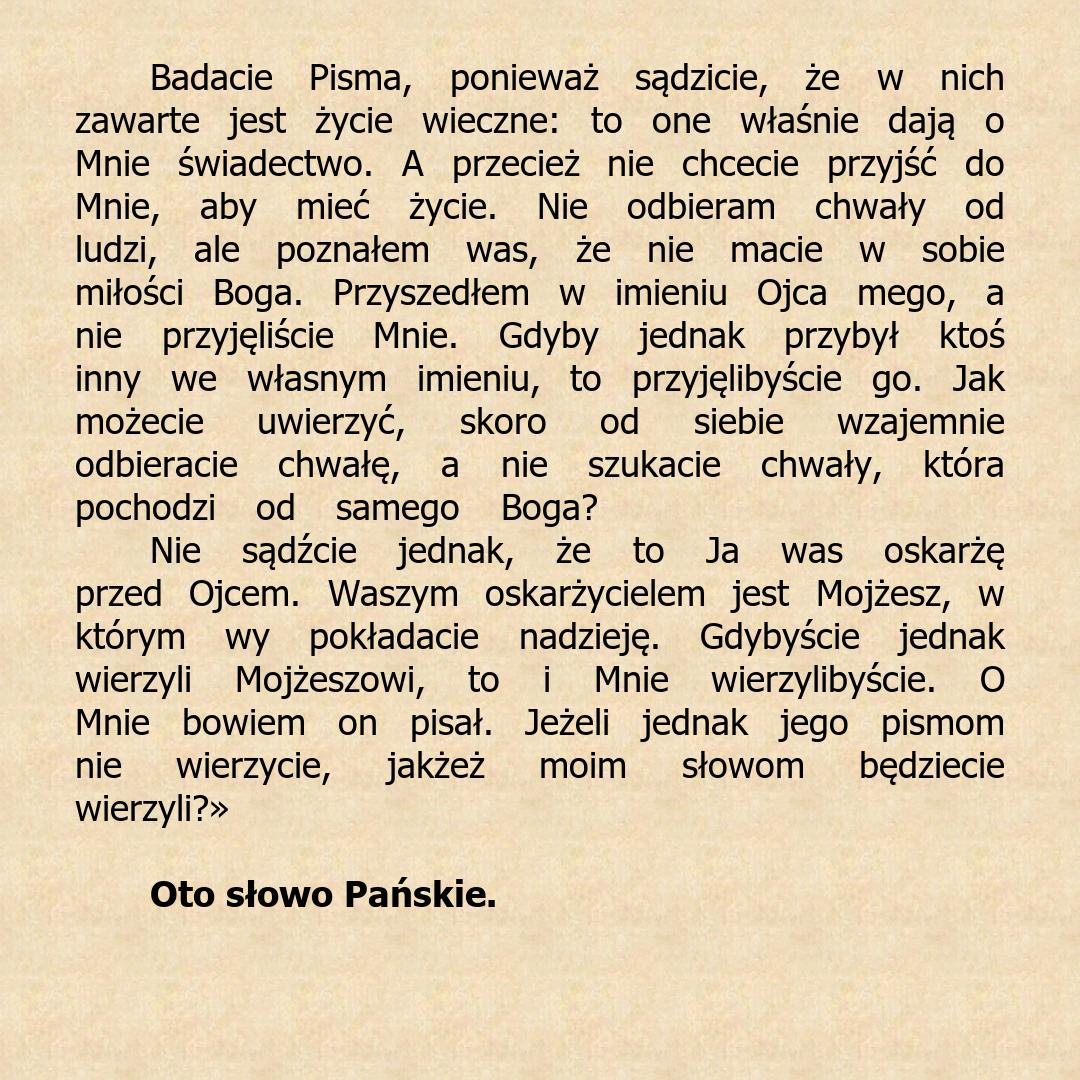 Badacie Pisma, ponieważ sądzicie, że w nich
zawarte jest życie wieczne: to one właśnie dają o
Mnie świadectwo. A przecież nie chcecie przyjść do
Mnie, aby mieć życie. Nie odbieram chwały od
ludzi, ale poznałem was, że nie macie w sobie
miłości Boga. Przyszedłem w imieniu Ojca mego, a
nie przyjęliście Mnie. Gdyby jednak przybył ktoś
inny we własnym imieniu, to przyjęlibyście go. Jak
możecie uwierzyć, skoro od siebie wzajemnie
odbieracie chwałę, a nie szukacie chwały, która
pochodzi od samego Boga?
Nie sądźcie jednak, że to Ja was oskarżę
przed Ojcem. Waszym oskarżycielem jest Mojżesz, w
którym wy pokładacie nadzieję. Gdybyście jednak
wierzyli Mojżeszowi, to i Mnie wierzylibyście. O
Mnie bowiem on pisał. Jeżeli jednak jego pismom
nie wierzycie, jakżeż moim słowom będziecie
wierzyli?»
Oto słowo Pańskie.